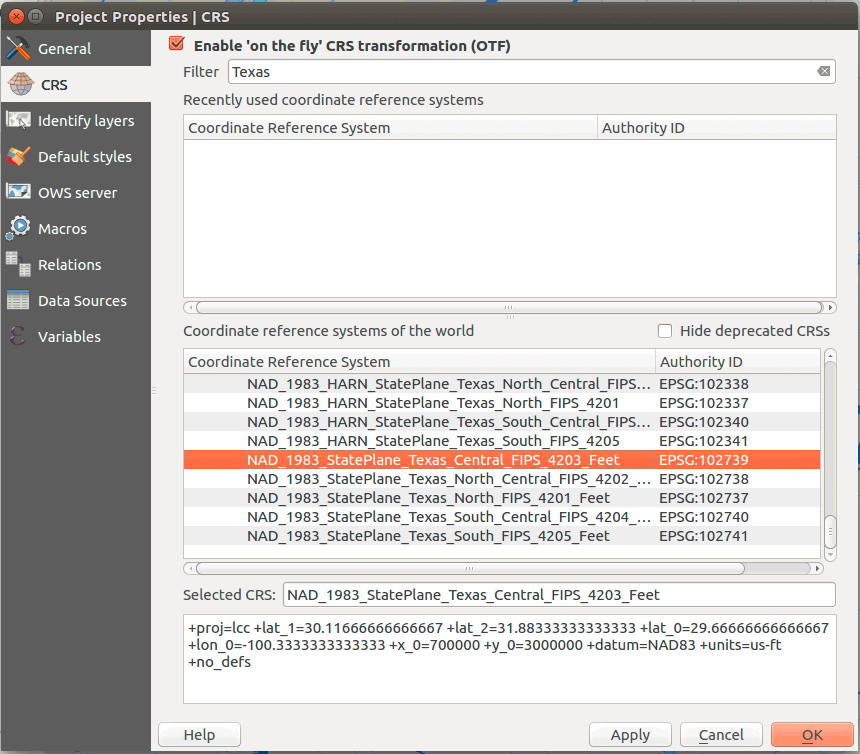 Project Properties | CRS
General
CRS
Identify layers
Default styles
OWS server
Macros
Relations
Data Sources
Variables
Enable 'on the fly' CRS transformation (OTF)
Filter Texas
Recently used coordinate reference systems
Coordinate Reference System Authority ID
Coordinate reference systems of the world Hide deprecated CRSs
Coordinate Reference System Authority ID
NAD_1983_HARN_StatePlane_Texas_North_Central_FIPS... EPSG:102338
NAD_1983_HARN_StatePlane_Texas_North_FIPS_4201 EPSG:102337
NAD_1983_HARN_StatePlane_Texas_South_Central_FIPS... EPSG:102340
NAD_1983_HARN_StatePlane_Texas_South_FIPS_4205 EPSG:102341
NAD_1983_StatePlane_Texas_Central_FIPS_4203_Feet EPSG:102739
NAD_1983_StatePlane_Texas_North_Central_FIPS_4202_... EPSG:102738
NAD_1983_StatePlane_Texas_North_FIPS_4201_Feet EPSG:102737
NAD_1983_StatePlane_Texas_South_Central_FIPS_4204_... EPSG:102740
NAD_1983_StatePlane_Texas_South_FIPS_4205_Feet EPSG:102741
Selected CRS: NAD_1983_StatePlane_Texas_Central_FIPS_4203_Feet
+proj=lcc +lat_1=30.11666666666667 +lat_2=31.88333333333333 +lat_0=29.66666666666667
+lon_0=-100.3333333333333 +x_0=700000 +y_0=3000000 +datum=NAD83 +units=us-ft
+no_defs
Help Apply Cancel OK